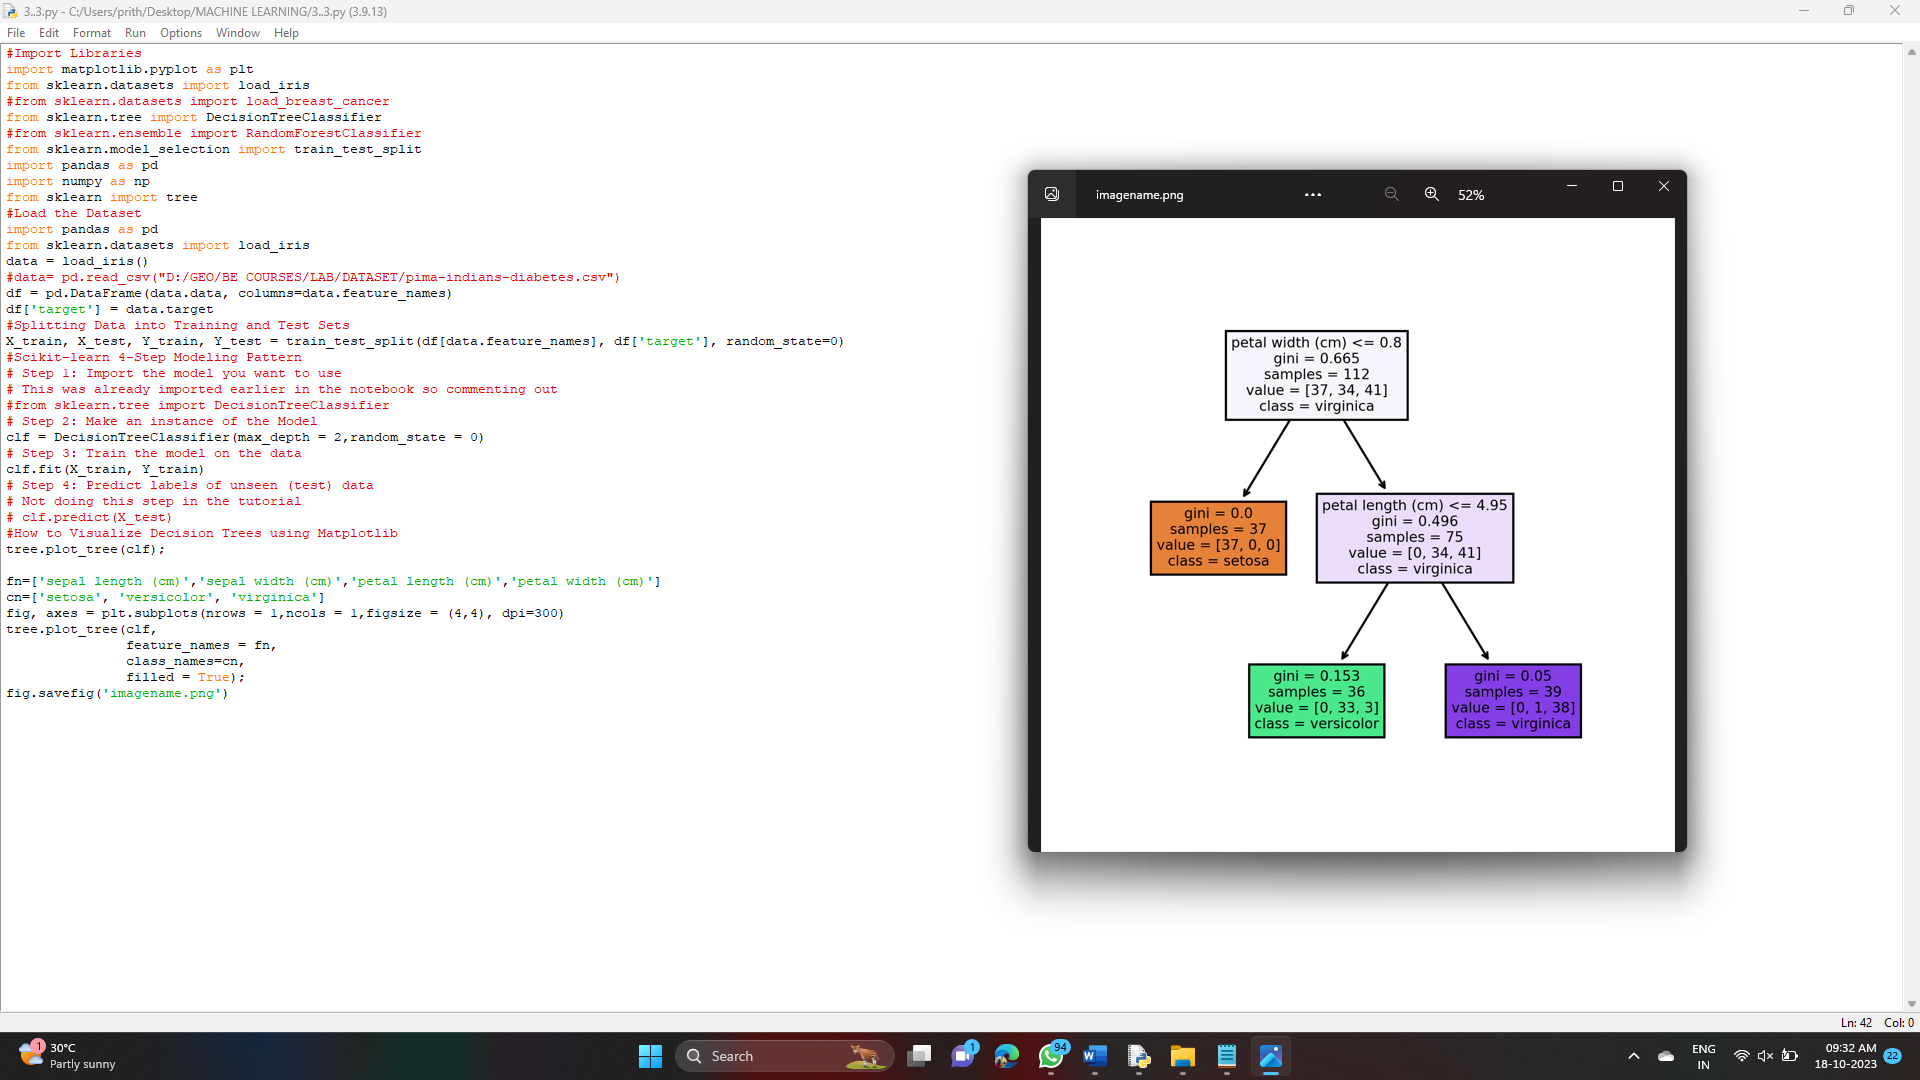 3..3.py - C:/Users/prith/Desktop/MACHINE LEARNING/3..3.py (3.9.13)
File Edit Format Run Options Window Help
#Import Libraries
import matplotlib.pyplot as plt
from sklearn.datasets import load_iris
#from sklearn.datasets import load_breast_cancer
from sklearn.tree import DecisionTreeClassifier
#from sklearn.ensemble import RandomForestClassifier
from sklearn.model_selection import train_test_split
import pandas as pd
import numpy as np
from sklearn import tree
#Load the Dataset
import pandas as pd
from sklearn.datasets import load_iris
data = load_iris()
#data= pd.read_csv("D:/GEO/BE COURSES/LAB/DATASET/pima-indians-diabetes.csv")
df = pd.DataFrame(data.data, columns=data.feature_names)
df['target'] = data.target
#Splitting Data into Training and Test Sets
X_train, X_test, Y_train, Y_test = train_test_split(df[data.feature_names], df['target'], random_state=0)
#Scikit-learn 4-Step Modeling Pattern
# Step 1: Import the model you want to use
# This was already imported earlier in the notebook so commenting out
#from sklearn.tree import DecisionTreeClassifier
# Step 2: Make an instance of the Model
clf = DecisionTreeClassifier(max_depth = 2,random_state = 0)
# Step 3: Train the model on the data
clf.fit(X_train, Y_train)
# Step 4: Predict labels of unseen (test) data
# Not doing this step in the tutorial
# clf.predict(X_test)
#How to Visualize Decision Trees using Matplotlib
tree.plot_tree(clf);
fn=['sepal length (cm)','sepal width (cm)','petal length (cm)','petal width (cm)']
cn=['setosa', 'versicolor', 'virginica']
fig, axes = plt.subplots(nrows = 1,ncols = 1,figsize = (4,4), dpi=300)
tree.plot_tree(clf,
feature_names = fn,
class_names=cn,
filled = True);
fig.savefig('imagename.png')
imagename.png
52%
petal width (cm) <= 0.8
gini = 0.665
samples = 112
value = [37, 34, 41]
class = virginica
gini = 0.0
samples = 37
value = [37, 0, 0]
class = setosa
petal length (cm) <= 4.95
gini = 0.496
samples = 75
value = [0, 34, 41]
class = virginica
gini = 0.153
samples = 36
value = [0, 33, 3]
class = versicolor
gini = 0.05
samples = 39
value = [0, 1, 38]
class = virginica
Ln: 42 Col: 0
1
30°C
Partly sunny
Search
1
94
ENG
IN
09:32 AM
18-10-2023
22